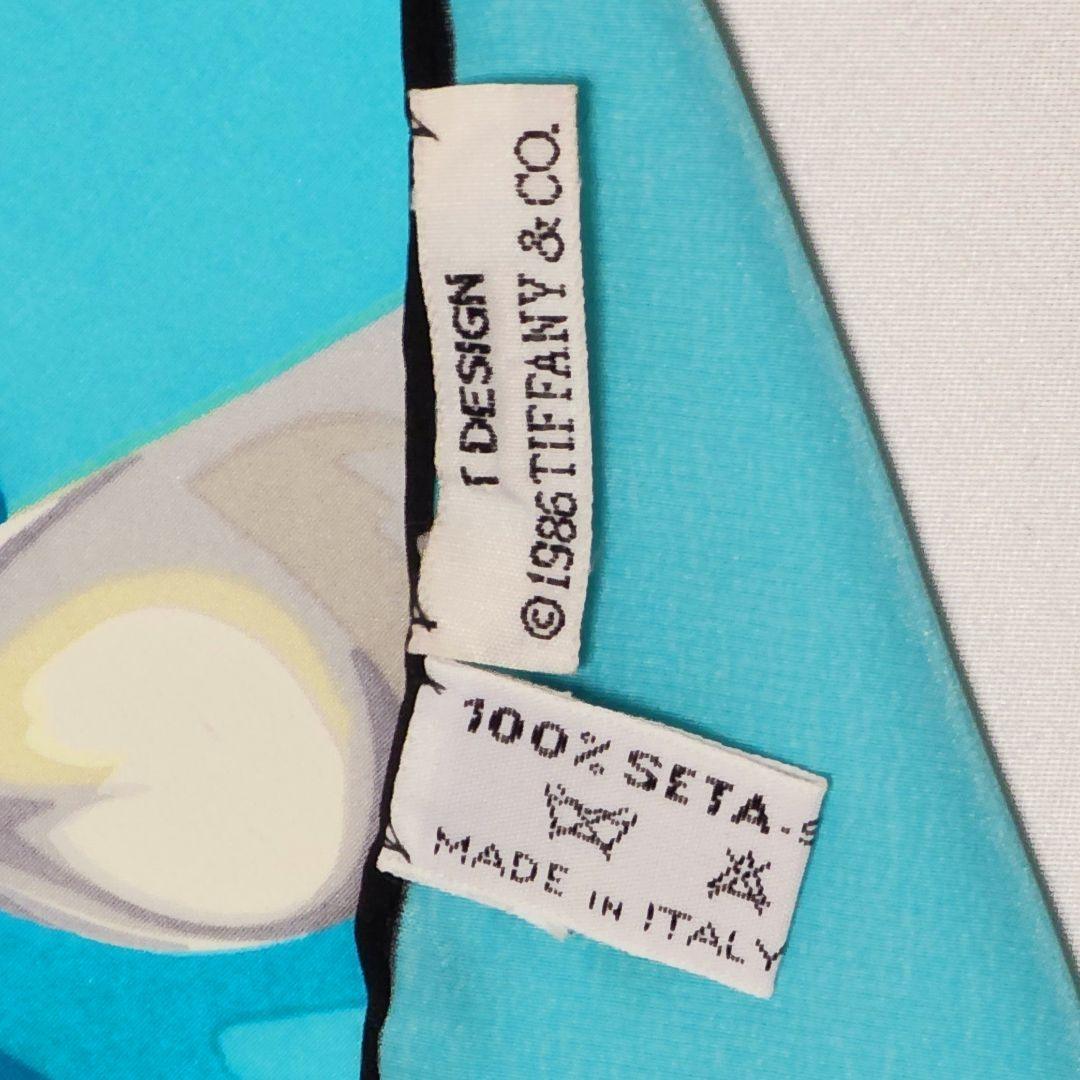 T DESIGN
©1986 TIFFANY & CO.
100% SETA-S
MADE IN ITALY